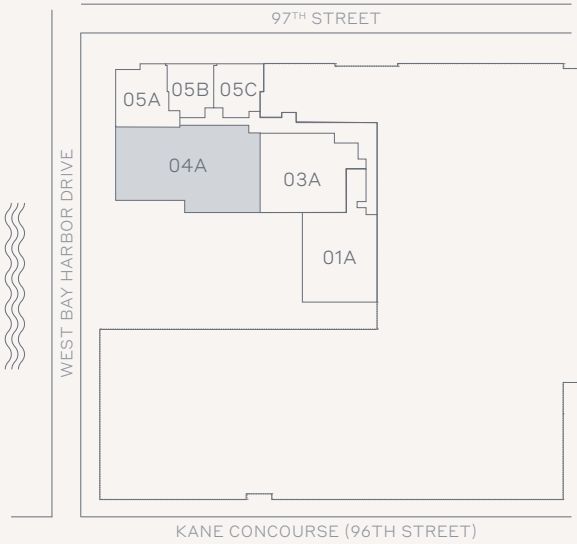 97TH STREET
05A
05B
05C
04A
03A
01A
WEST BAY HARBOR DRIVE
KANE CONCOURSE (96TH STREET)